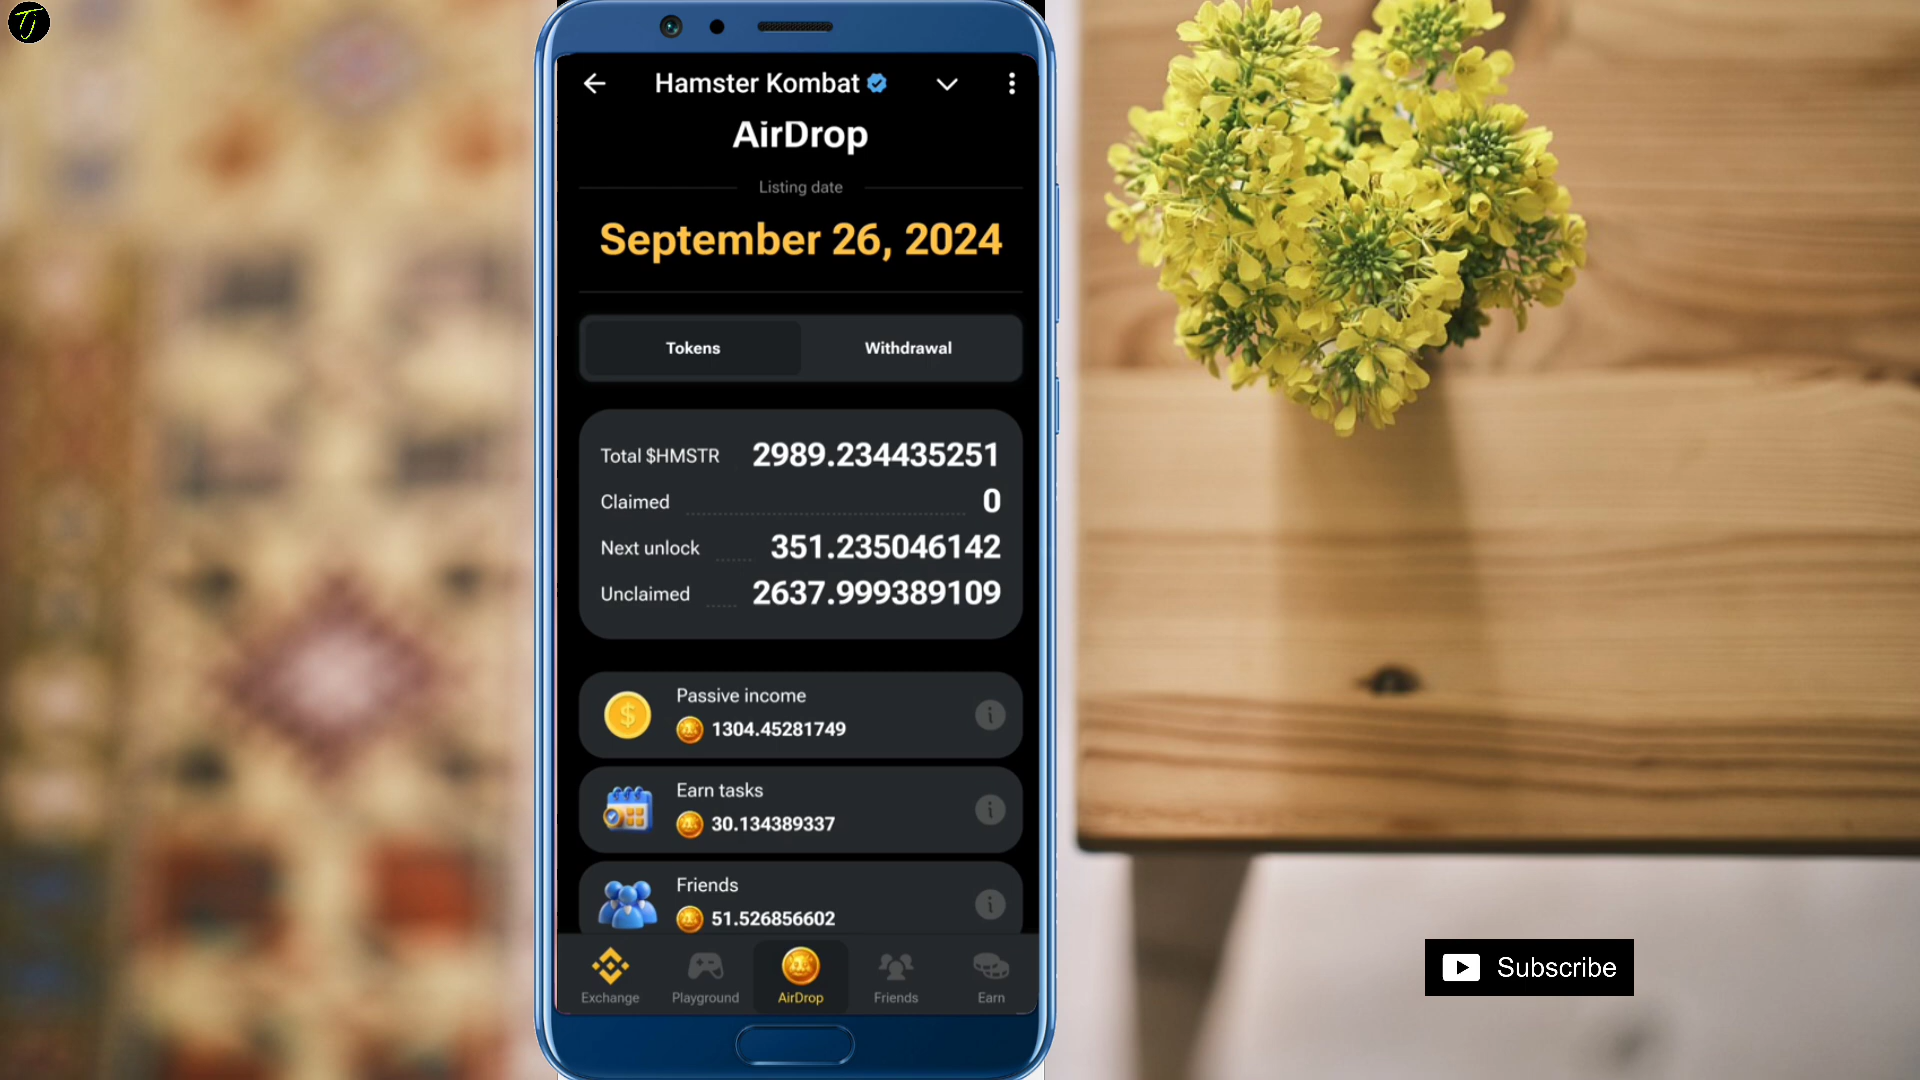 TJ
Hamster Kombat
AirDrop
Listing date
September 26, 2024
Tokens
Withdrawal
Total $HMSTR 2989.234435251
Claimed 0
Next unlock 351.235046142
Unclaimed 2637.999389109
Passive income
1304.45281749
Earn tasks
30.134389337
Friends
51.526856602
Exchange
Playground
AirDrop
Friends
Earn
Subscribe